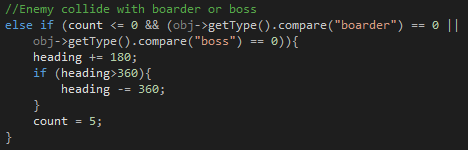 //Enemy collide with boarder or boss
else if (count <= 0 && (obj->getType().compare("boarder") == 0 ||
    obj->getType().compare("boss") == 0)){
    heading += 180;
    if (heading>360){
        heading -= 360;
    }
    count = 5;
}